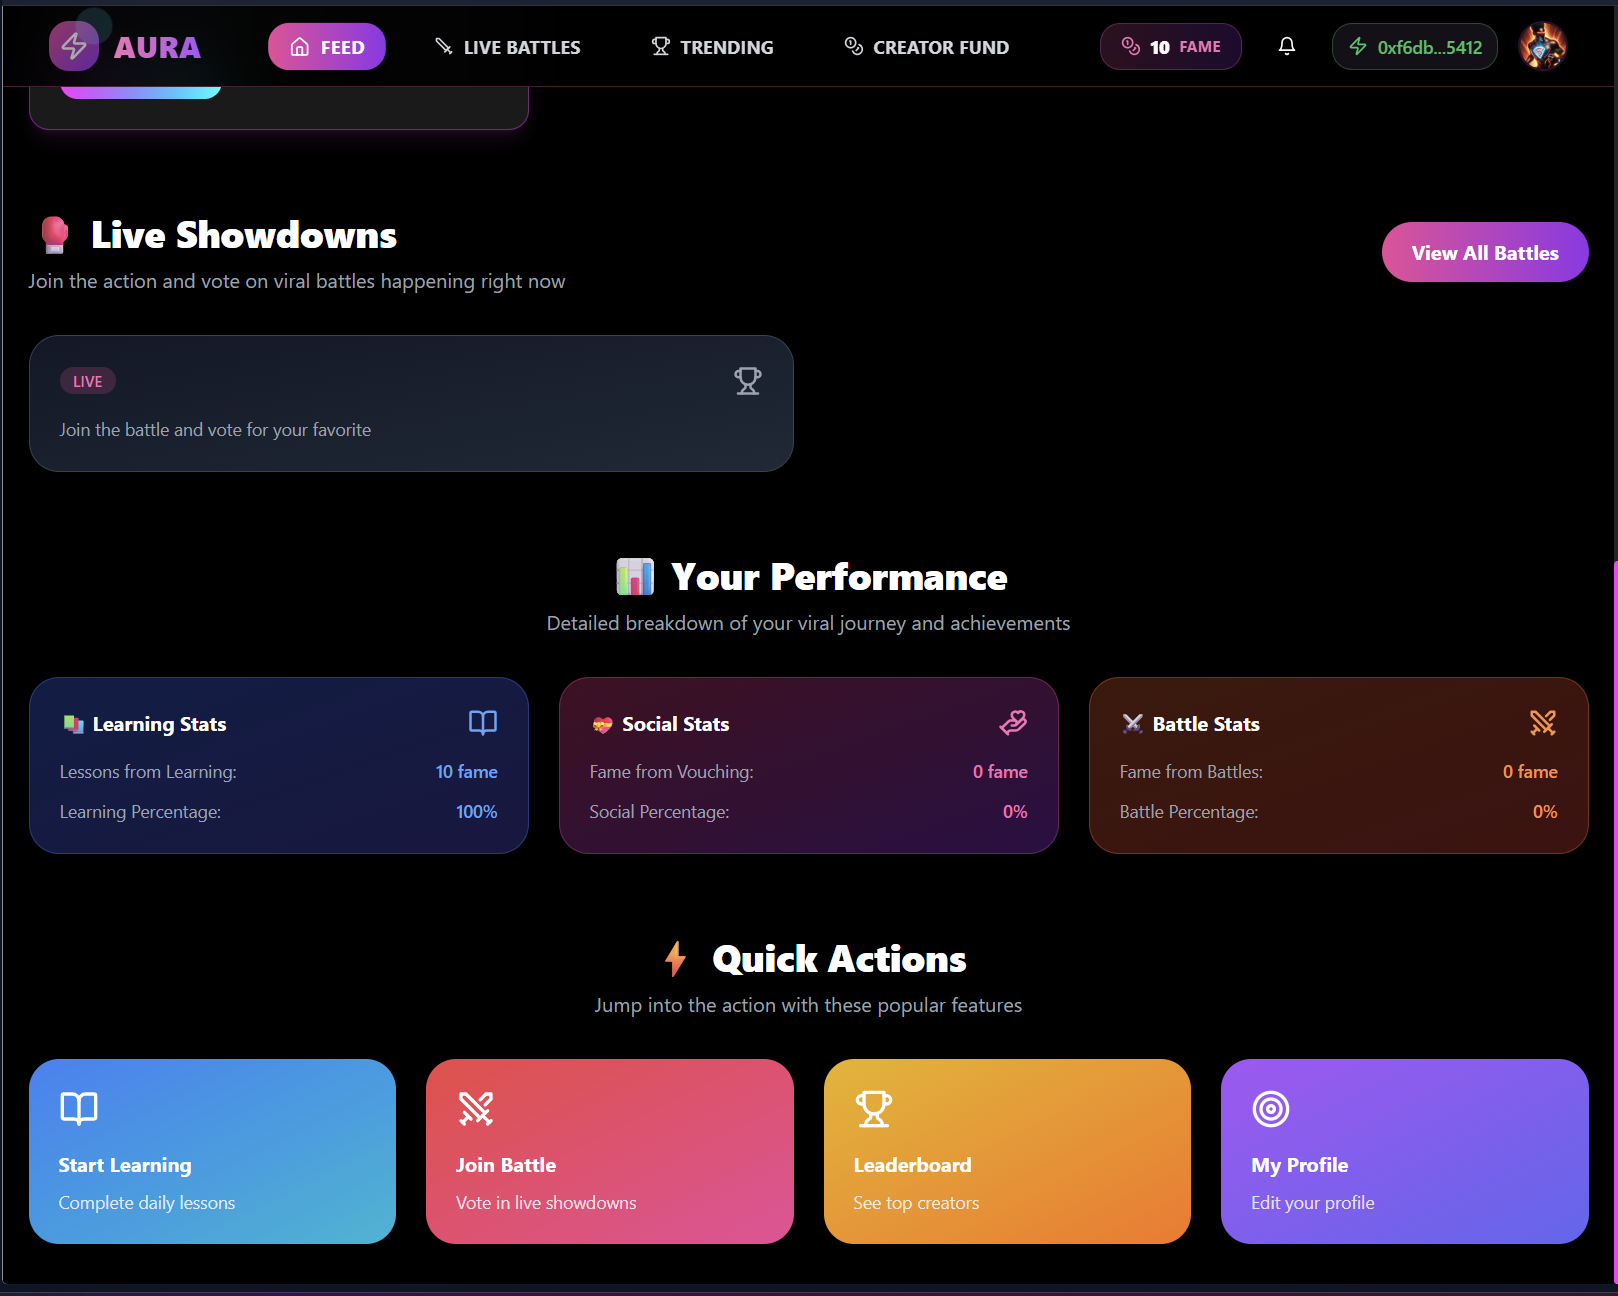 AURA
FEED
LIVE BATTLES
TRENDING
CREATOR FUND
10 FAME
0xf6db...5412
Live Showdowns
Join the action and vote on viral battles happening right now
View All Battles
LIVE
Join the battle and vote for your favorite
Your Performance
Detailed breakdown of your viral journey and achievements
Learning Stats
Lessons from Learning: 10 fame
Learning Percentage: 100%
Social Stats
Fame from Vouching: 0 fame
Social Percentage: 0%
Battle Stats
Fame from Battles: 0 fame
Battle Percentage: 0%
Quick Actions
Jump into the action with these popular features
Start Learning
Complete daily lessons
Join Battle
Vote in live showdowns
Leaderboard
See top creators
My Profile
Edit your profile